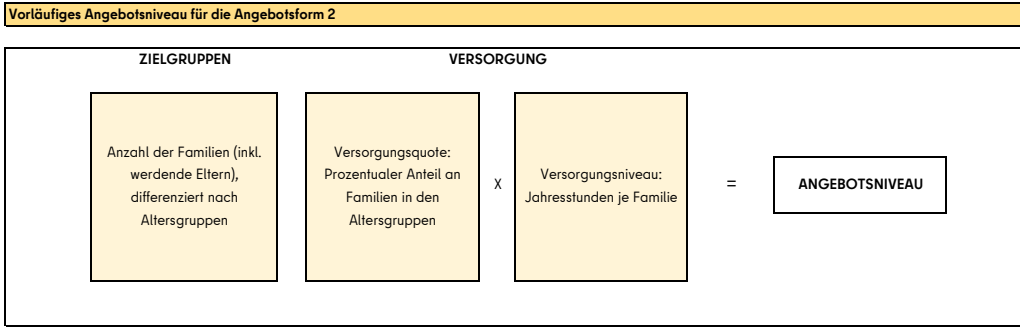 Vorläufiges Angebotsniveau für die Angebotsform 2
ZIELGRUPPEN
VERSORGUNG
Anzahl der Familien (inkl.
werdende Eltern),
differenziert nach
Altersgruppen
Versorgungsquote:
Prozentualer Anteil an
Familien in den
Altersgruppen
X
Versorgungsniveau:
Jahresstunden je Familie
=
ANGEBOTSNIVEAU